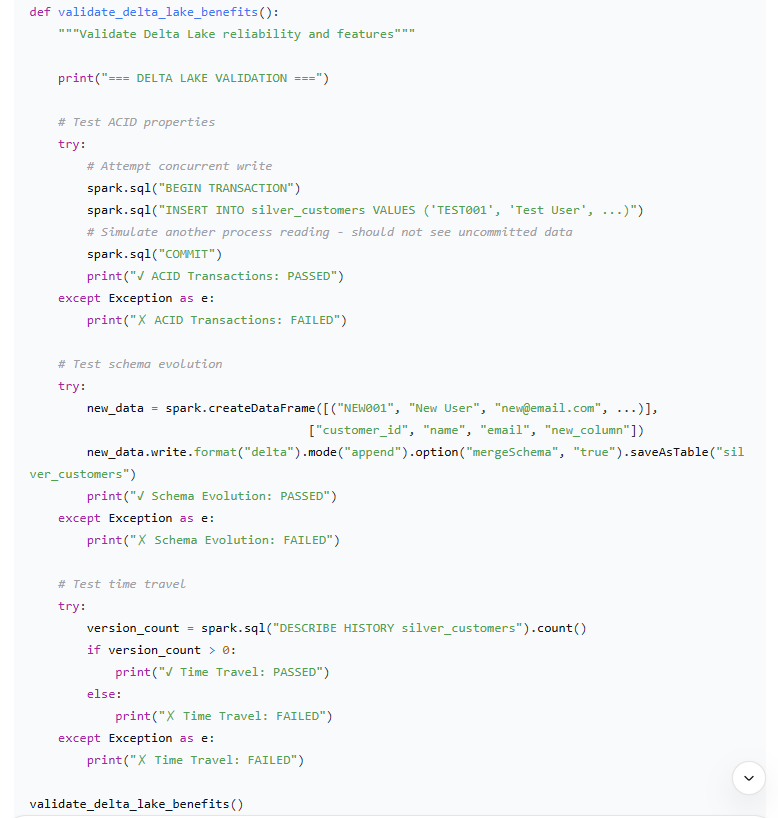 def validate_delta_lake_benefits():
    """Validate Delta Lake reliability and features"""

    print("=== DELTA LAKE VALIDATION ===")

    # Test ACID properties
    try:
        # Attempt concurrent write
        spark.sql("BEGIN TRANSACTION")
        spark.sql("INSERT INTO silver_customers VALUES ('TEST001', 'Test User', ...)")
        # Simulate another process reading - should not see uncommitted data
        spark.sql("COMMIT")
        print("✓ ACID Transactions: PASSED")
    except Exception as e:
        print("✗ ACID Transactions: FAILED")

    # Test schema evolution
    try:
        new_data = spark.createDataFrame([("NEW001", "New User", "new@email.com", ...)],
                                       ["customer_id", "name", "email", "new_column"])
        new_data.write.format("delta").mode("append").option("mergeSchema", "true").saveAsTable("sil
ver_customers")
        print("✓ Schema Evolution: PASSED")
    except Exception as e:
        print("✗ Schema Evolution: FAILED")

    # Test time travel
    try:
        version_count = spark.sql("DESCRIBE HISTORY silver_customers").count()
        if version_count > 0:
            print("✓ Time Travel: PASSED")
        else:
            print("✗ Time Travel: FAILED")
    except Exception as e:
        print("✗ Time Travel: FAILED")

validate_delta_lake_benefits()